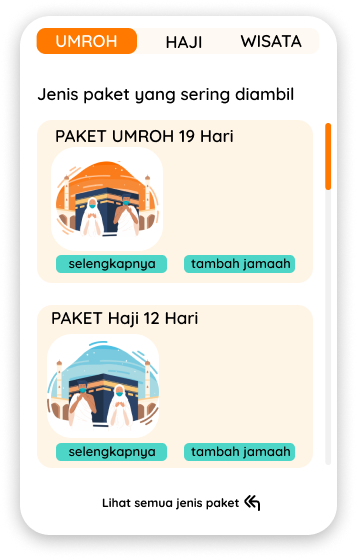 UMROH HAJI WISATA
Jenis paket yang sering diambil
PAKET UMROH 19 Hari
selengkapnya tambah jamaah
PAKET Haji 12 Hari
selengkapnya tambah jamaah
Lihat semua jenis paket